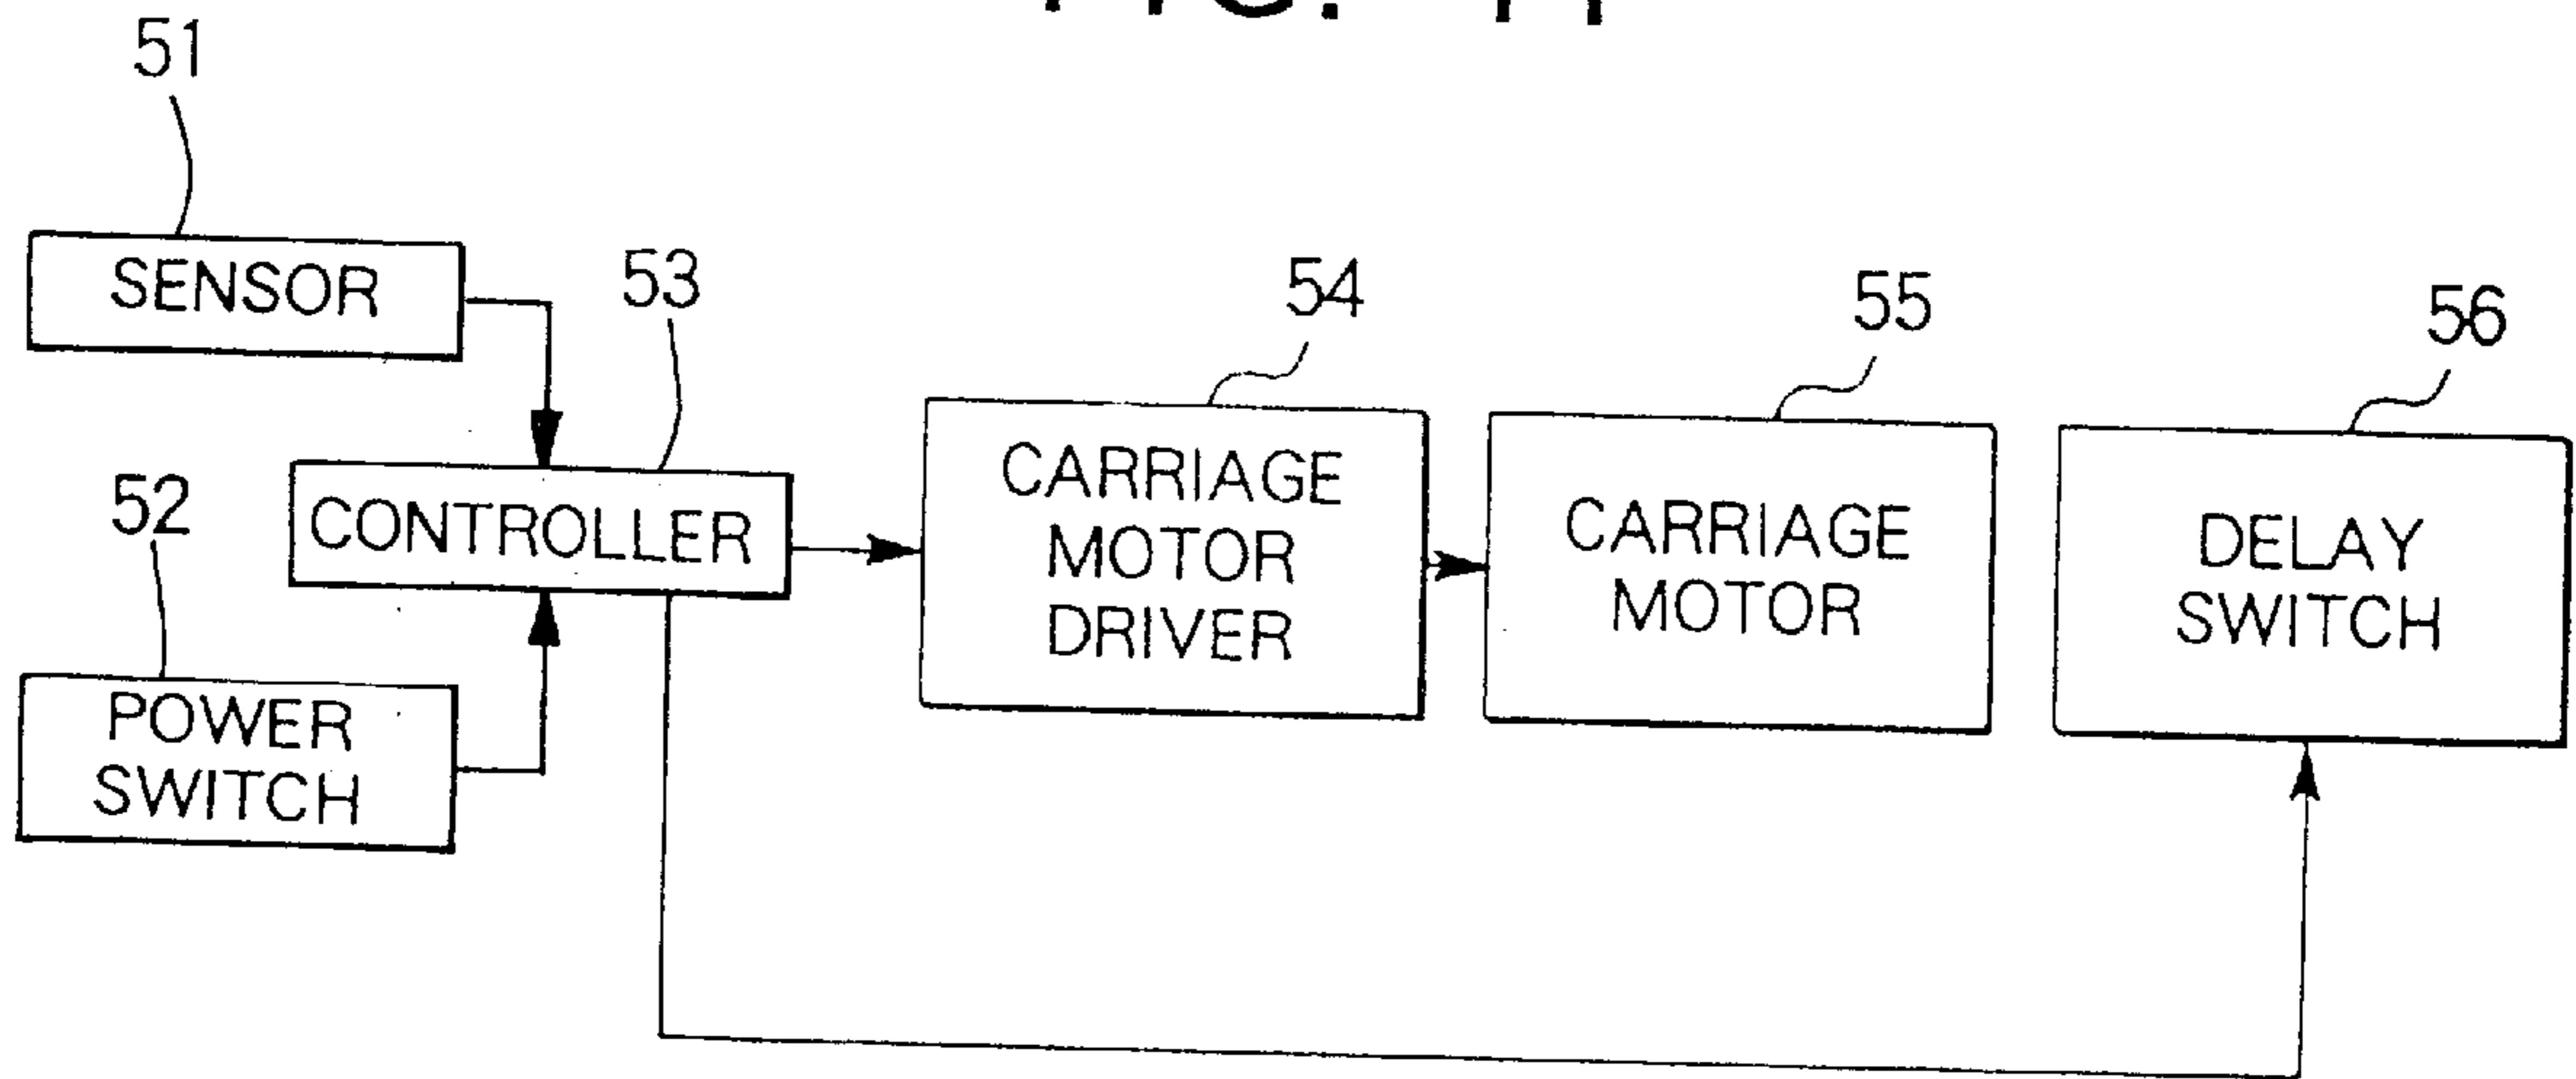 51
SENSOR
53
54
55
56
52
CONTROLLER
CARRIAGE
MOTOR
DRIVER
CARRIAGE
MOTOR
DELAY
SWITCH
POWER
SWITCH